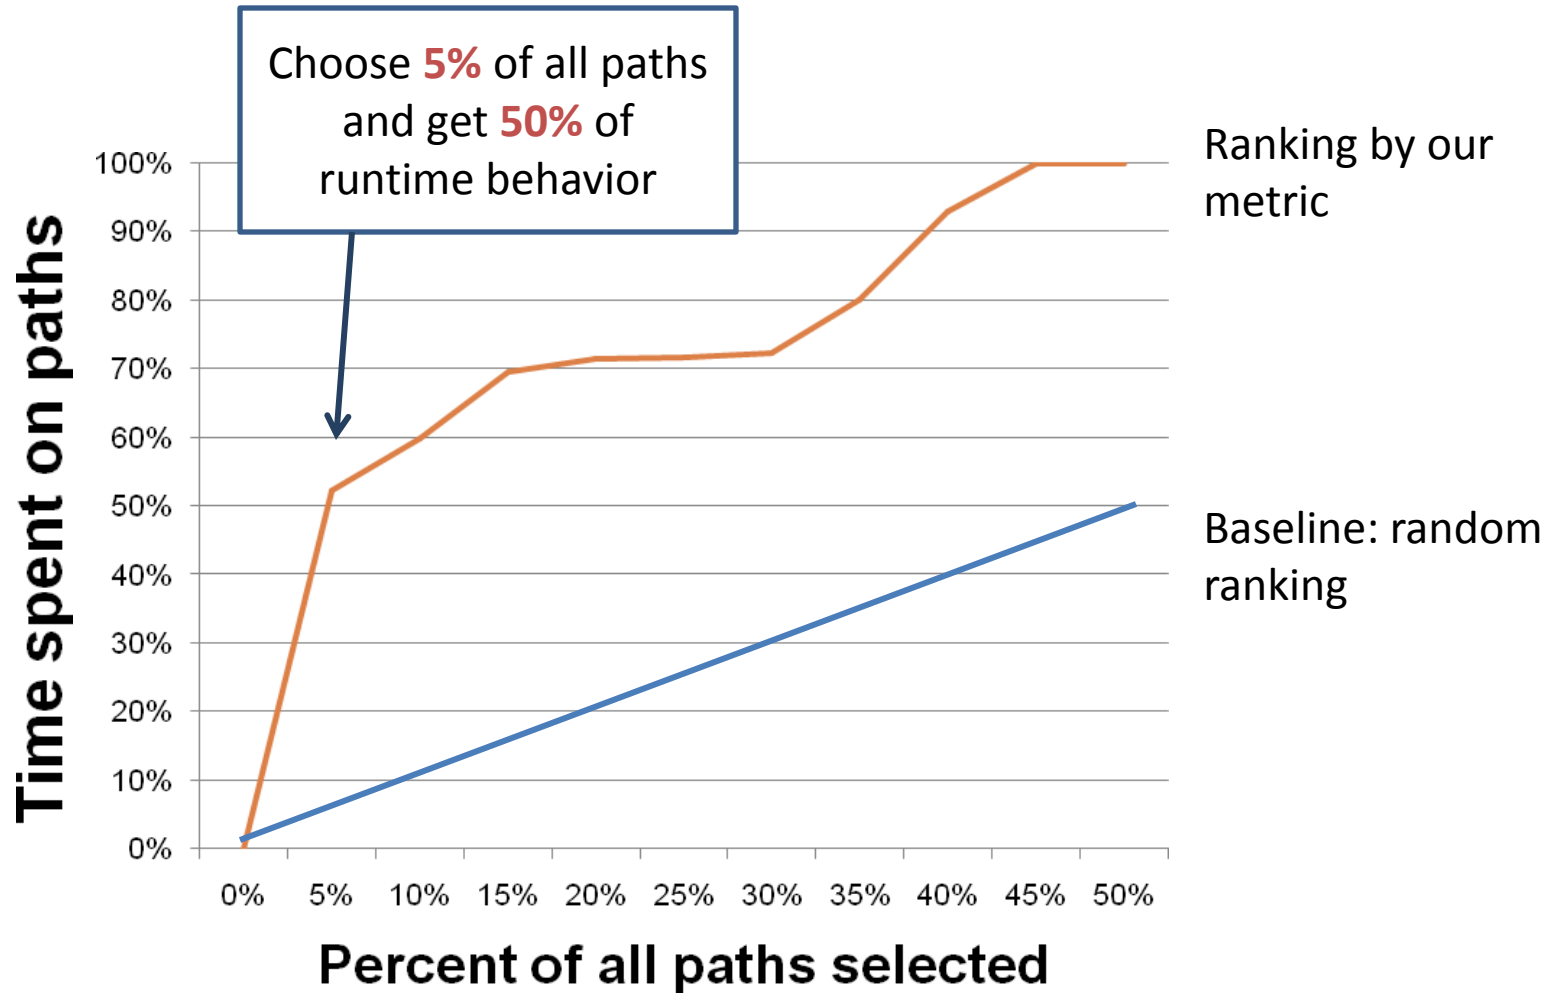 Choose 5% of all paths
and get 50% of
runtime behavior
Ranking by our
metric
Baseline: random
ranking
Time spent on paths
100%
90%
80%
70%
60%
50%
40%
30%
20%
10%
0%
0% 5% 10% 15% 20% 25% 30% 35% 40% 45% 50%
Percent of all paths selected